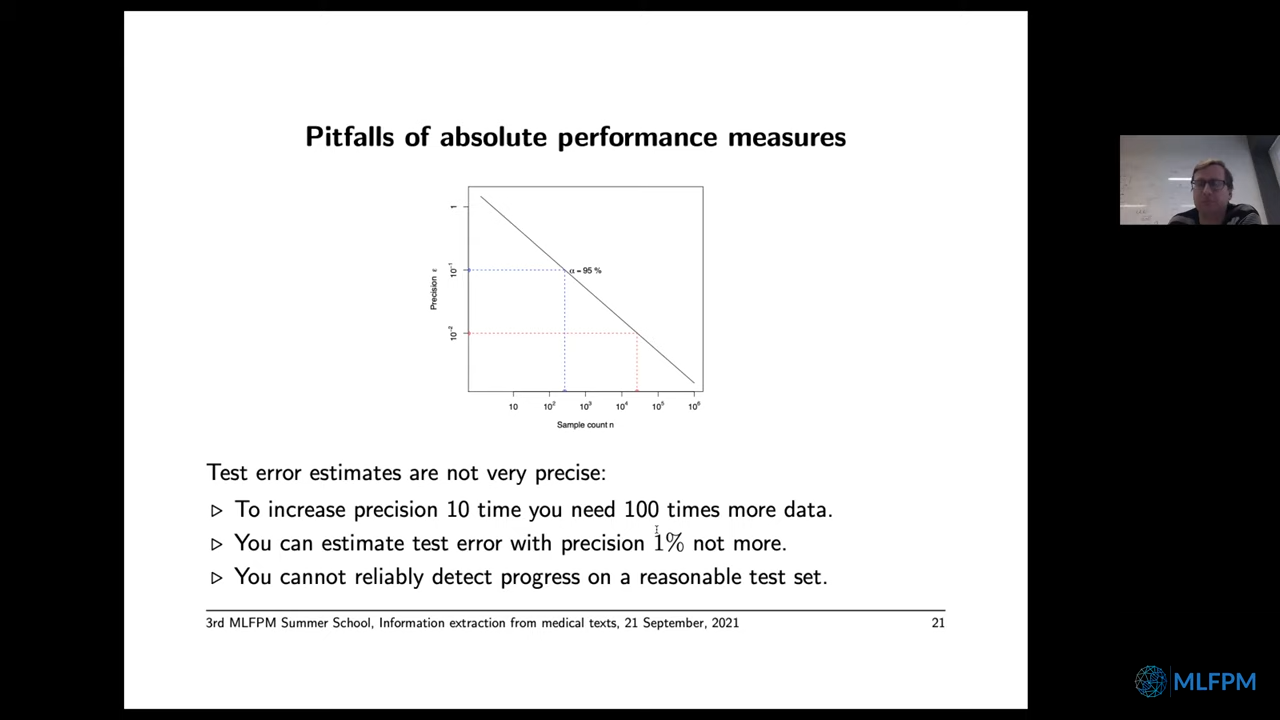 Pitfalls of absolute performance measures
Precision ε
1
10⁻¹
10⁻²
α = 95 %
10
10²
10³
10⁴
10⁵
10⁶
Sample count n
Test error estimates are not very precise:
▷ To increase precision 10 time you need 100 times more data.
▷ You can estimate test error with precision 1% not more.
▷ You cannot reliably detect progress on a reasonable test set.
3rd MLFPM Summer School, Information extraction from medical texts, 21 September, 2021
21
MLFPM